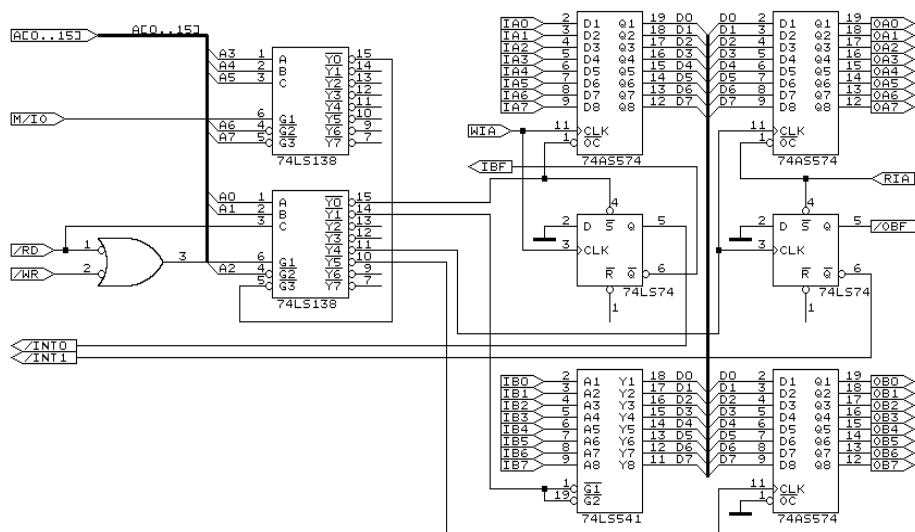 A[0..15]
A[0..15]
A3 1 A Y0 15
A4 2 B Y1 14
A5 3 C Y2 13
Y3 12
Y4 11
M/IO 6 G1 Y5 10
A6 4 G2 Y6 9
A7 5 G3 Y7 7
74LS138
A0 1 A Y0 15
A1 2 B Y1 14
3 C Y2 13
Y3 12
Y4 11
6 G1 Y5 10
A2 4 G2 Y6 9
5 G3 Y7 7
74LS138
/RD 1
/WR 2
3
/INT0
/INT1
IA0 2 D1 Q1 19 D0
IA1 3 D2 Q2 18 D1
IA2 4 D3 Q3 17 D2
IA3 5 D4 Q4 16 D3
IA4 6 D5 Q5 15 D4
IA5 7 D6 Q6 14 D5
IA6 8 D7 Q7 13 D6
IA7 9 D8 Q8 12 D7
WIA 11 CLK
1 OC
74AS574
IBF
4
2 D S Q 5
3 CLK
R Q 6
74LS74
1
D0 2 D1 Q1 19 OA0
D1 3 D2 Q2 18 OA1
D2 4 D3 Q3 17 OA2
D3 5 D4 Q4 16 OA3
D4 6 D5 Q5 15 OA4
D5 7 D6 Q6 14 OA5
D6 8 D7 Q7 13 OA6
D7 9 D8 Q8 12 OA7
11 CLK
1 OC
74AS574
RIA
4
2 D S Q 5 /OBF
3 CLK
R Q 6
74LS74
1
IB0 2 A1 Y1 18 D0
IB1 3 A2 Y2 17 D1
IB2 4 A3 Y3 16 D2
IB3 5 A4 Y4 15 D3
IB4 6 A5 Y5 14 D4
IB5 7 A6 Y6 13 D5
IB6 8 A7 Y7 12 D6
IB7 9 A8 Y8 11 D7
1 G1
19 G2
74LS541
D0 2 D1 Q1 19 OB0
D1 3 D2 Q2 18 OB1
D2 4 D3 Q3 17 OB2
D3 5 D4 Q4 16 OB3
D4 6 D5 Q5 15 OB4
D5 7 D6 Q6 14 OB5
D6 8 D7 Q7 13 OB6
D7 9 D8 Q8 12 OB7
11 CLK
1 OC
74AS574